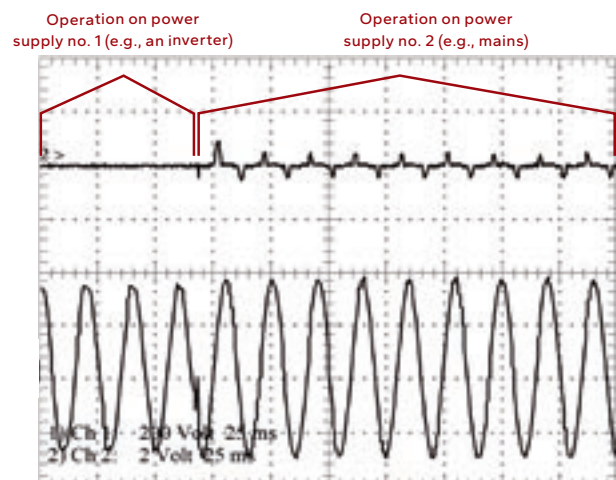 Operation on power
supply no. 1 (e.g., an inverter)
Operation on power
supply no. 2 (e.g., mains)
2 >
1) Ch 1: 200 Volt 25 ms
2) Ch 2: 2 Volt 25 ms